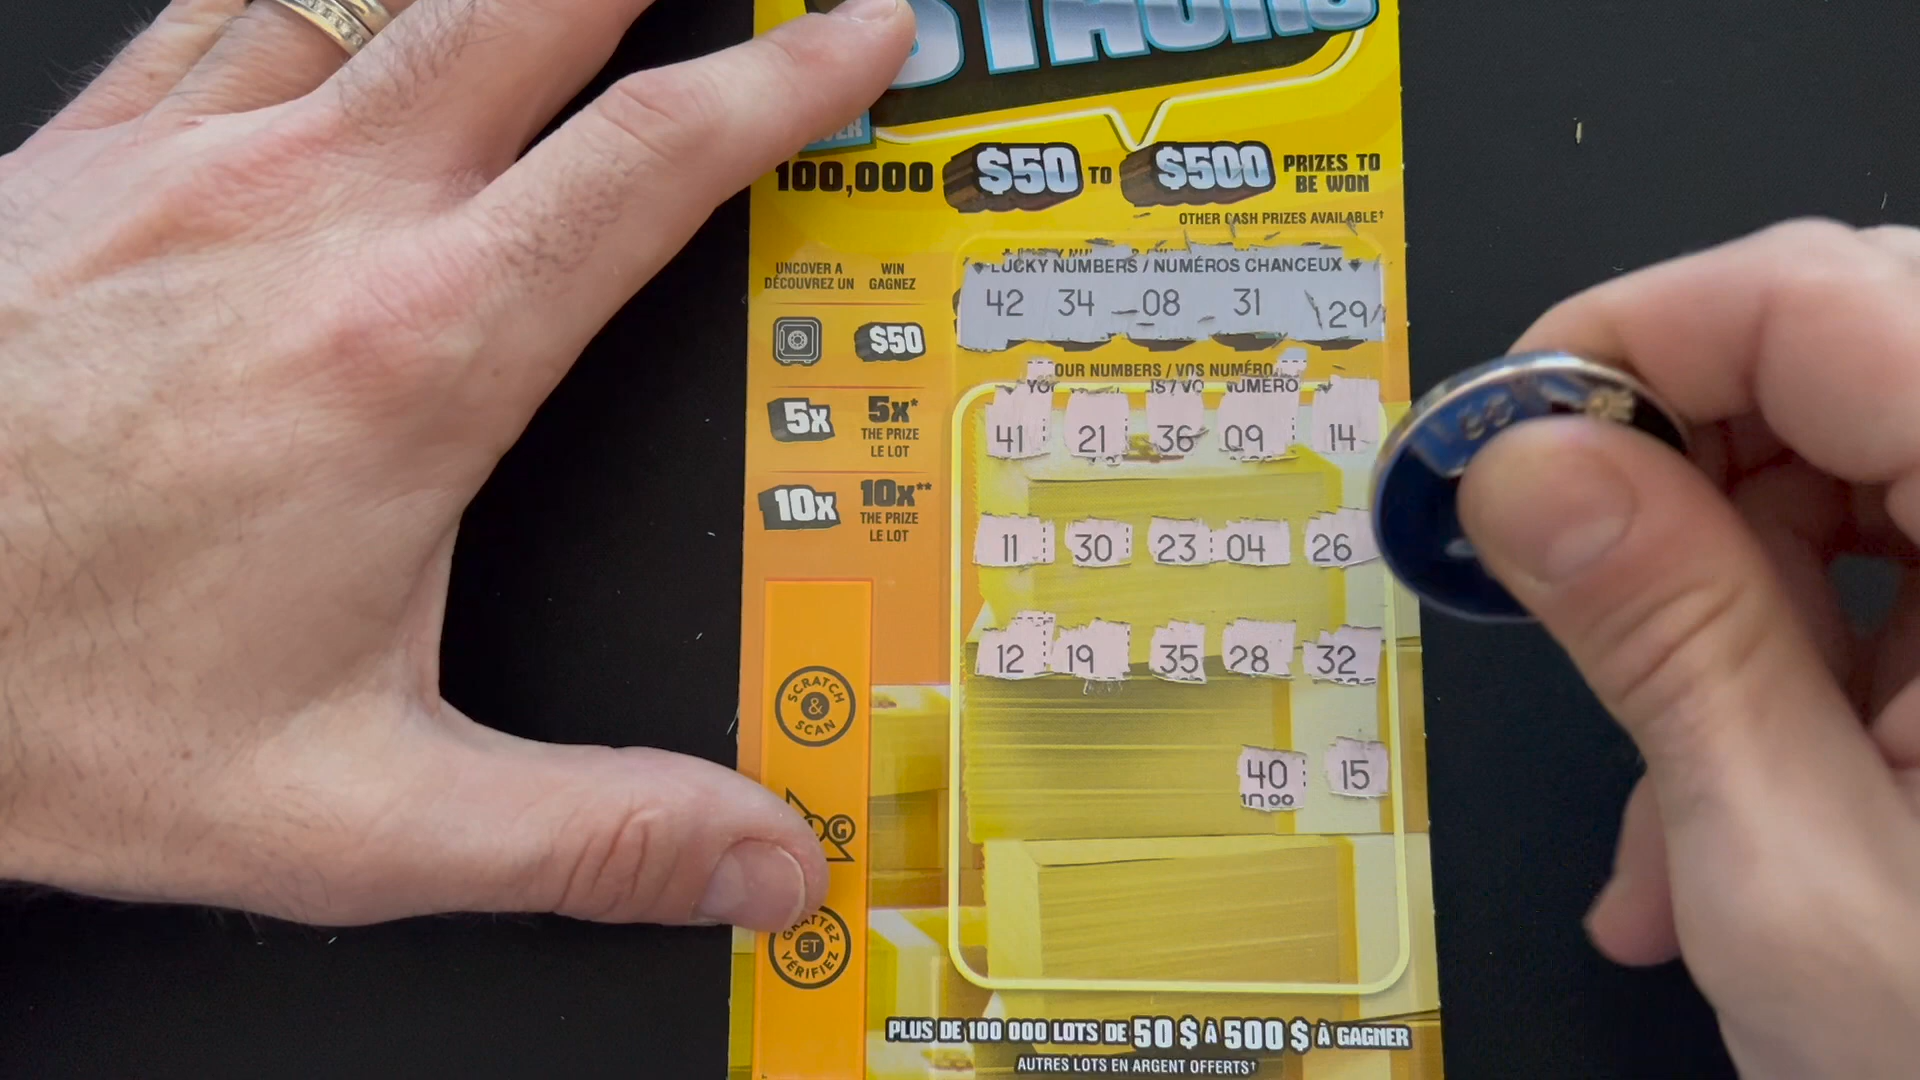 100,000 $50 TO $500 PRIZES TO BE WON
OTHER CASH PRIZES AVAILABLE†
UNCOVER A
DÉCOUVREZ UN
WIN
GAGNEZ
$50
5X
5X*
THE PRIZE
LE LOT
10X
10X**
THE PRIZE
LE LOT
LUCKY NUMBERS / NUMÉROS CHANCEUX
42 34 08 31 29
OUR NUMBERS / VOS NUMÉRO
41 21 36 09 14
11 30 23 04 26
12 19 35 28 32
40 15
SCRATCH & SCAN
GRATTEZ ET VÉRIFIEZ
PLUS DE 100 000 LOTS DE 50 $ À 500 $ À GAGNER
AUTRES LOTS EN ARGENT OFFERTS†